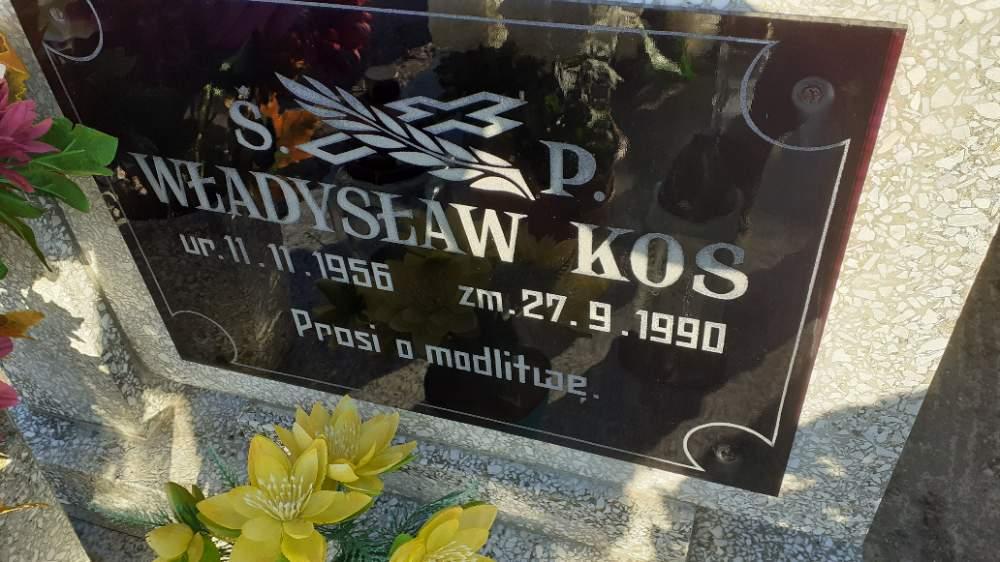 Ś. P.
WŁADYSŁAW KOS
ur. 11. 11. 1956 zm. 27. 9. 1990
Prosi o modlitwę.